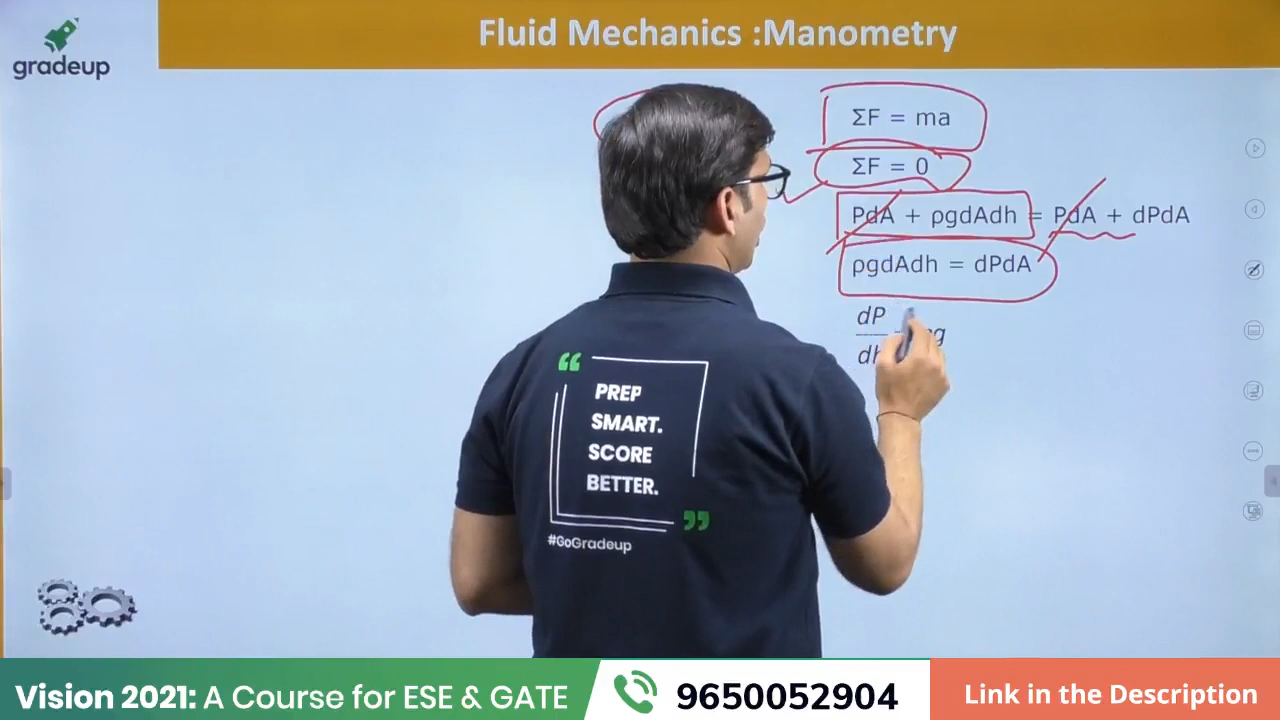 gradeup
Fluid Mechanics :Manometry
ΣF = ma
ΣF = 0
PdA + ρgdAdh = PdA + dPdA
ρgdAdh = dPdA
dP
g
PREP
SMART.
SCORE
BETTER.
#GoGradeup
Vision 2021: A Course for ESE & GATE
9650052904
Link in the Description